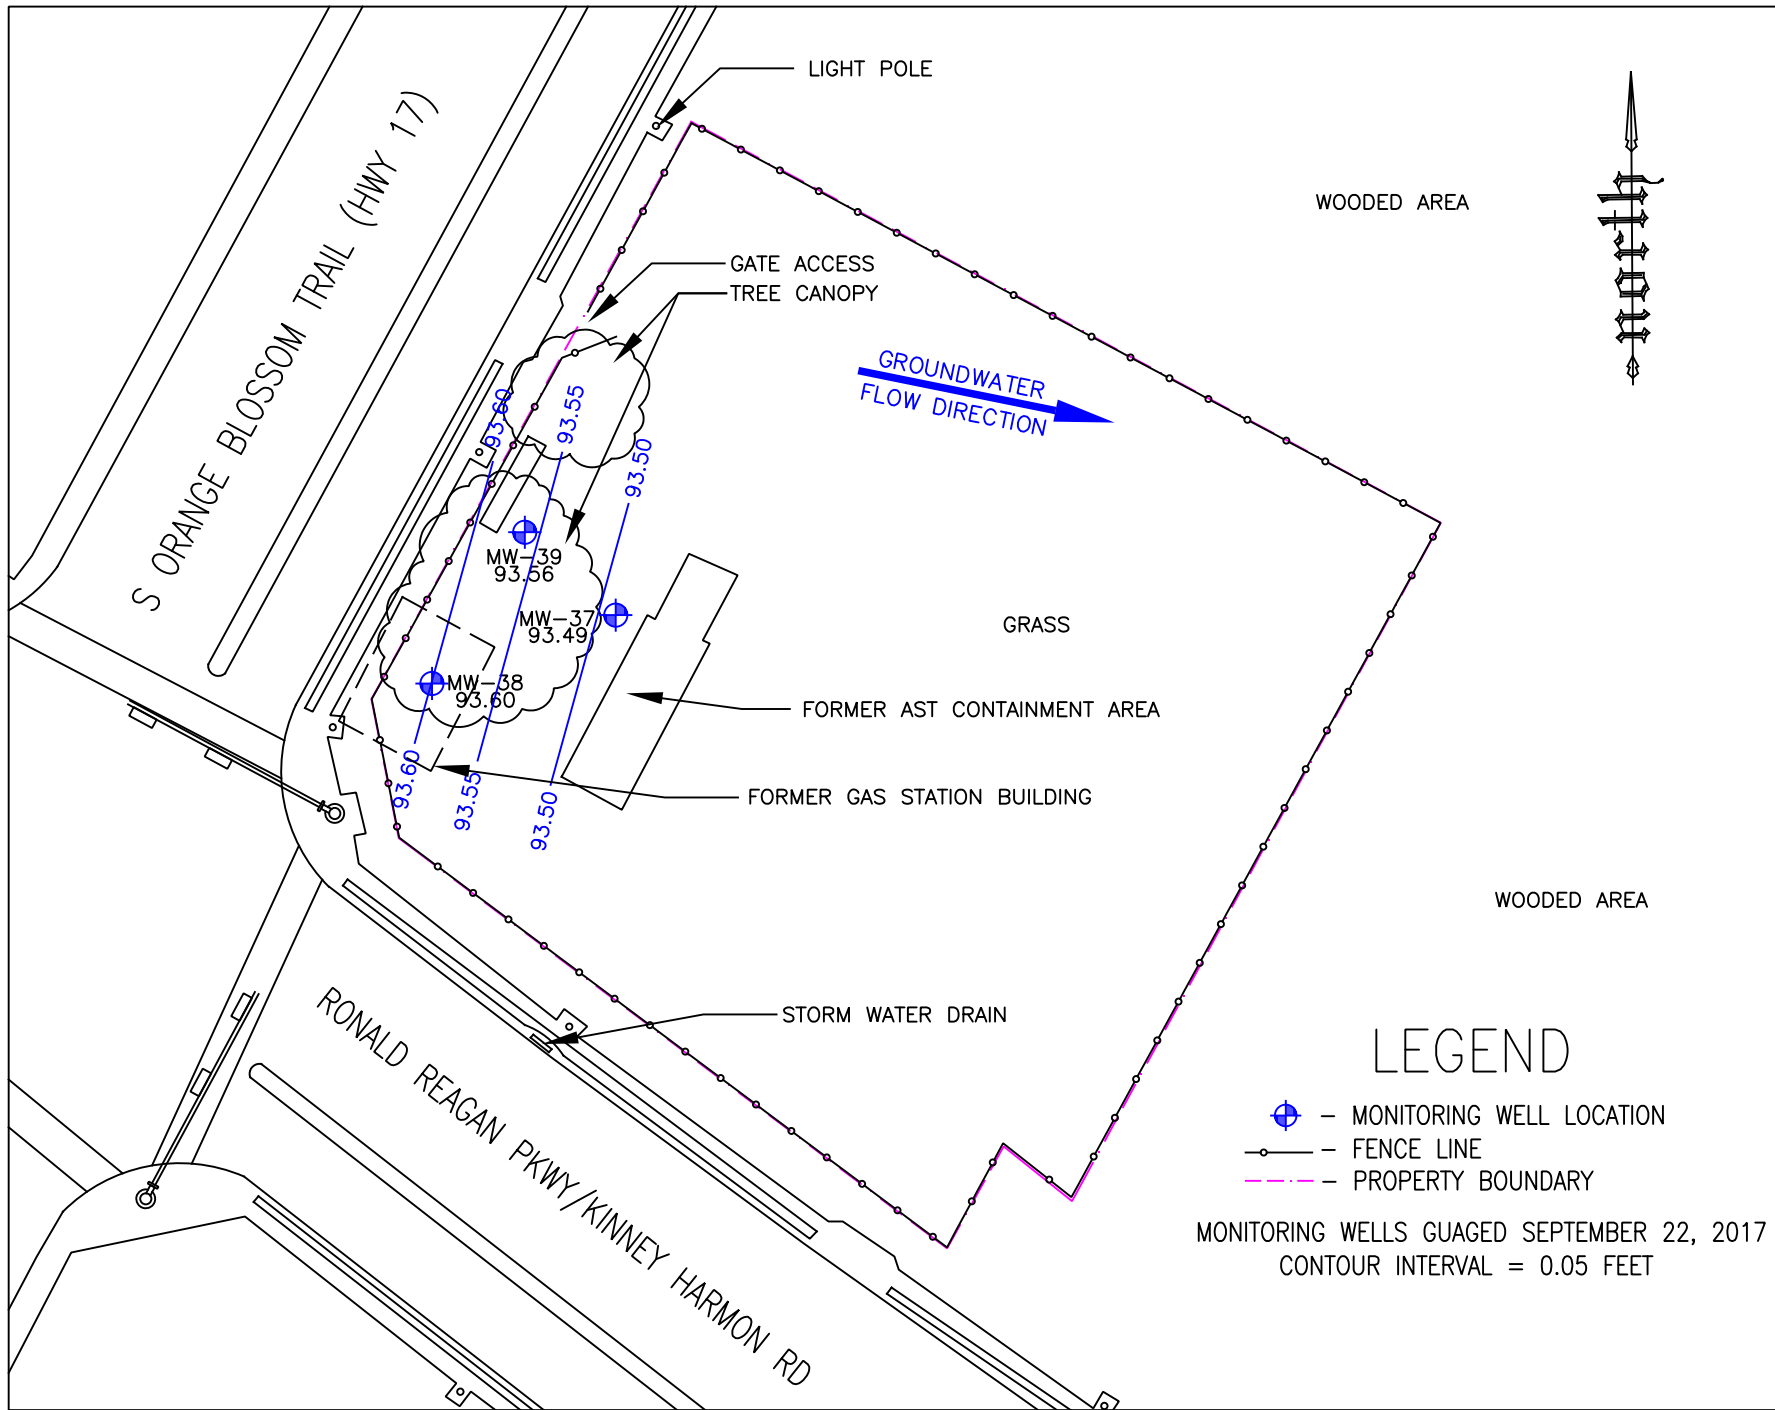 LIGHT POLE
S ORANGE BLOSSOM TRAIL (HWY 17)
WOODED AREA
North
GATE ACCESS
TREE CANOPY
GROUNDWATER
FLOW DIRECTION
93.60
93.55
93.50
MW-39
93.56
MW-37
93.49
GRASS
MW-38
93.60
FORMER AST CONTAINMENT AREA
93.60
93.55
93.50
FORMER GAS STATION BUILDING
WOODED AREA
STORM WATER DRAIN
RONALD REAGAN PKWY/KINNEY HARMON RD
LEGEND
- MONITORING WELL LOCATION
- FENCE LINE
- PROPERTY BOUNDARY
MONITORING WELLS GUAGED SEPTEMBER 22, 2017
CONTOUR INTERVAL = 0.05 FEET